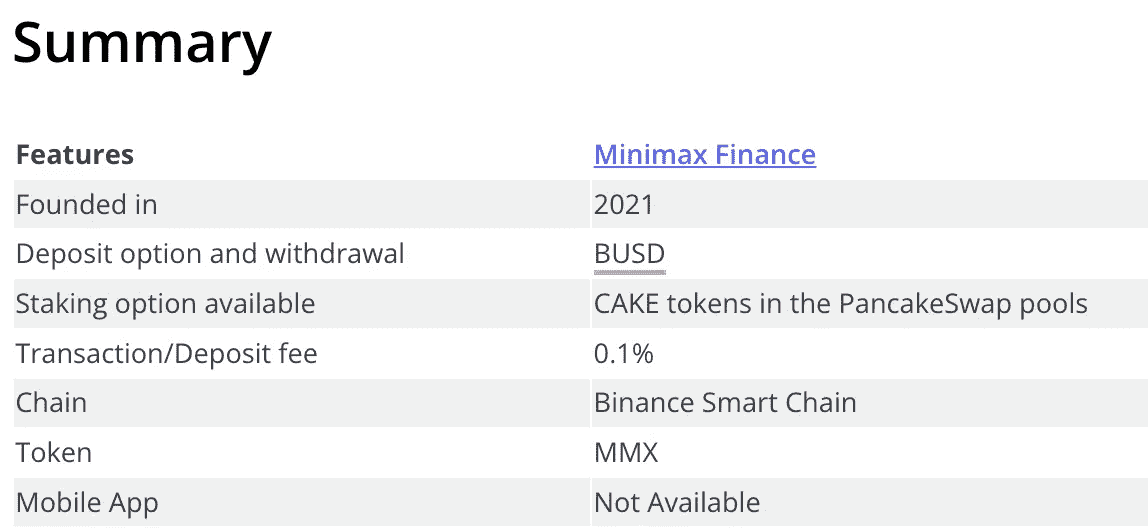 Summary
Features Minimax Finance
Founded in 2021
Deposit option and withdrawal BUSD
Staking option available CAKE tokens in the PancakeSwap pools
Transaction/Deposit fee 0.1%
Chain Binance Smart Chain
Token MMX
Mobile App Not Available